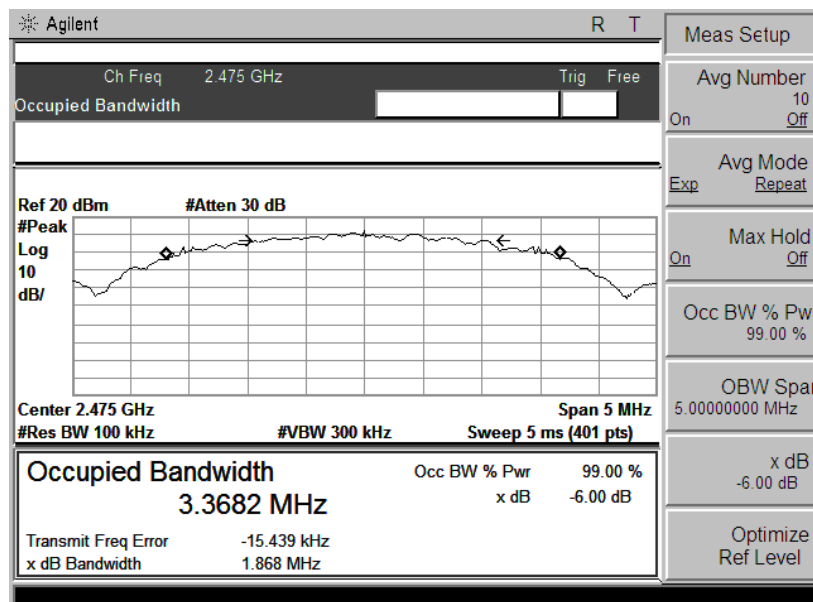 Agilent R T
Ch Freq 2.475 GHz Trig Free
Occupied Bandwidth
Ref 20 dBm #Atten 30 dB
#Peak
Log
10
dB/
Center 2.475 GHz Span 5 MHz
#Res BW 100 kHz #VBW 300 kHz Sweep 5 ms (401 pts)
Occupied Bandwidth
3.3682 MHz
Occ BW % Pwr 99.00 %
x dB -6.00 dB
Transmit Freq Error -15.439 kHz
x dB Bandwidth 1.868 MHz
Meas Setup
Avg Number
10
On Off
Avg Mode
Exp Repeat
Max Hold
On Off
Occ BW % Pw
99.00 %
OBW Spa
5.00000000 MHz
x dB
-6.00 dB
Optimize
Ref Level